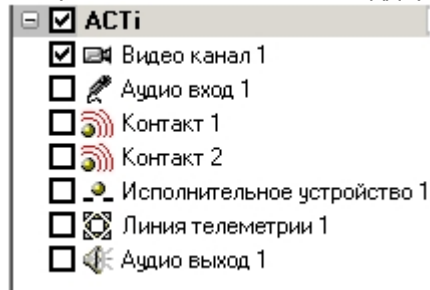 ACTi
Видео канал 1
Аудио вход 1
Контакт 1
Контакт 2
Исполнительное устройство 1
Линия телеметрии 1
Аудио выход 1